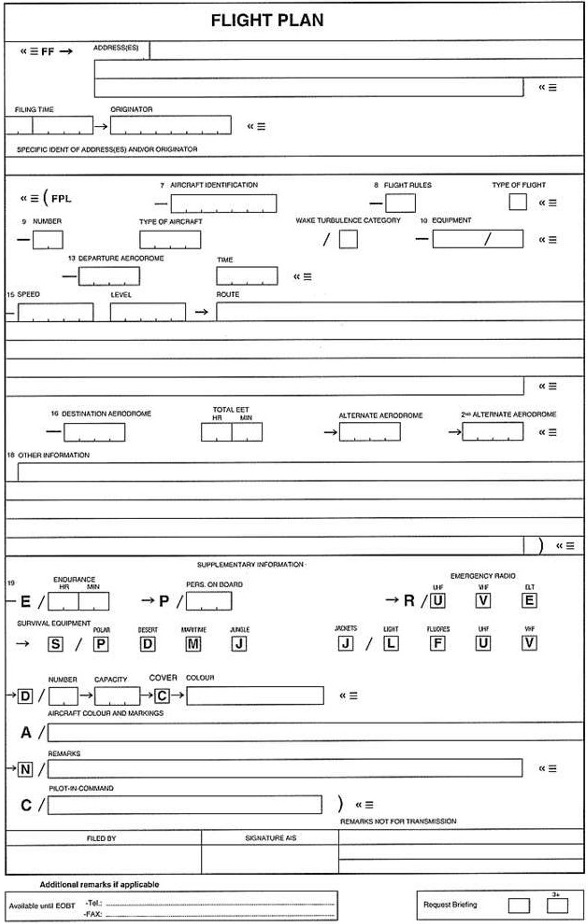 FLIGHT PLAN
« ≡ FF → ADDRESS(ES)
« ≡
FILING TIME ORIGINATOR
→ « ≡
SPECIFIC IDENT OF ADDRESS(ES) AND/OR ORIGINATOR
« ≡ ( FPL 7 AIRCRAFT IDENTIFICATION 8 FLIGHT RULES TYPE OF FLIGHT
— — « ≡
9 NUMBER TYPE OF AIRCRAFT WAKE TURBULENCE CATEGORY 10 EQUIPMENT
— / — / « ≡
13 DEPARTURE AERODROME TIME
— « ≡
15 SPEED LEVEL ROUTE
— →
« ≡
16 DESTINATION AERODROME TOTAL EET ALTERNATE AERODROME 2ND ALTERNATE AERODROME
HR MIN
— → → « ≡
18 OTHER INFORMATION
) « ≡
SUPPLEMENTARY INFORMATION
19 ENDURANCE EMERGENCY RADIO
HR MIN PERS. ON BOARD UHF VHF ELT
— E / → P / → R / U V E
SURVIVAL EQUIPMENT POLAR DESERT MARITIME JUNGLE JACKETS LIGHT FLUORES UHF VHF
→ S / P D M J J / L F U V
NUMBER CAPACITY COVER COLOUR
→ D / → → C → « ≡
AIRCRAFT COLOUR AND MARKINGS
A /
REMARKS
→ N / « ≡
PILOT-IN-COMMAND
C / ) « ≡
REMARKS NOT FOR TRANSMISSION
FILED BY SIGNATURE AIS
Additional remarks if applicable
Available until EOBT -Tel.:
-FAX:
Request Briefing 3+